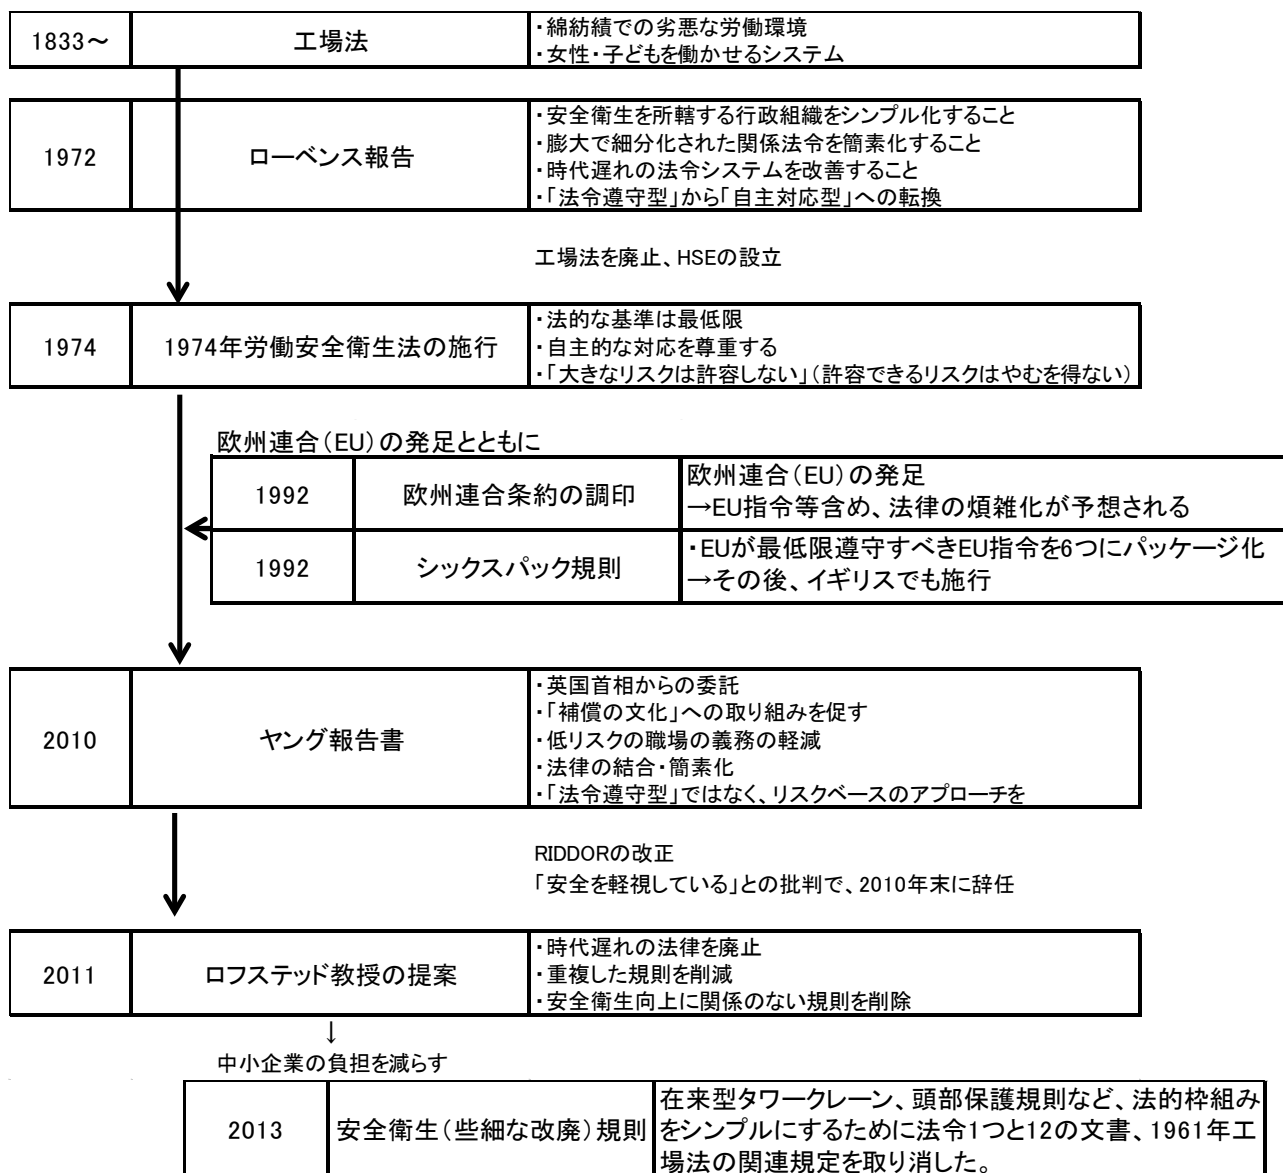 1833～
工場法
・綿紡績での劣悪な労働環境
・女性・子どもを働かせるシステム
1972
ローベンス報告
・安全衛生を所轄する行政組織をシンプル化すること
・膨大で細分化された関係法令を簡素化すること
・時代遅れの法令システムを改善すること
・「法令遵守型」から「自主対応型」への転換
工場法を廃止、HSEの設立
1974
1974年労働安全衛生法の施行
・法的な基準は最低限
・自主的な対応を尊重する
・「大きなリスクは許容しない」（許容できるリスクはやむを得ない）
欧州連合（EU）の発足とともに
1992
欧州連合条約の調印
欧州連合（EU）の発足
→EU指令等含め、法律の煩雑化が予想される
1992
シックスパック規則
・EUが最低限遵守すべきEU指令を6つにパッケージ化
→その後、イギリスでも施行
2010
ヤング報告書
・英国首相からの委託
・「補償の文化」への取り組みを促す
・低リスクの職場の義務の軽減
・法律の結合・簡素化
・「法令遵守型」ではなく、リスクベースのアプローチを
RIDDORの改正
「安全を軽視している」との批判で、2010年末に辞任
2011
ロフステッド教授の提案
・時代遅れの法律を廃止
・重複した規則を削減
・安全衛生向上に関係のない規則を削除
↓
中小企業の負担を減らす
2013
安全衛生（些細な改廃）規則
在来型タワークレーン、頭部保護規則など、法的枠組み
をシンプルにするために法令1つと12の文書、1961年工
場法の関連規定を取り消した。